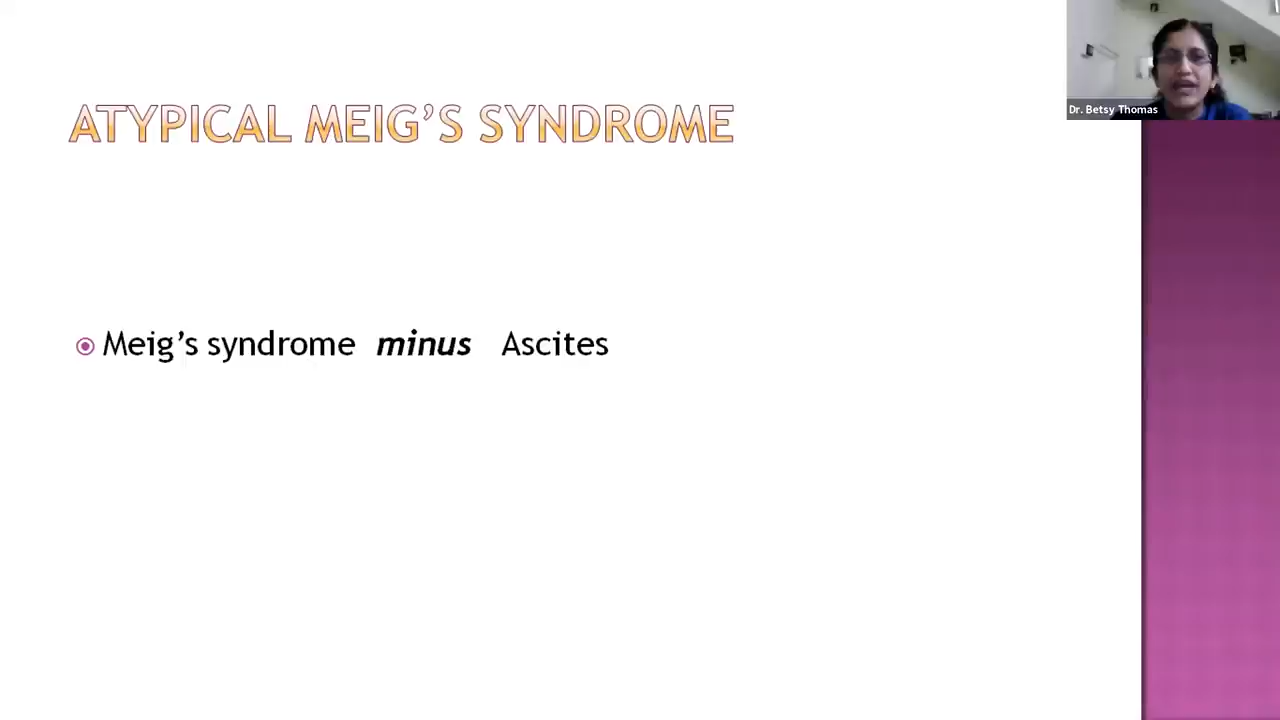 Dr. Betsy Thomas
ATYPICAL MEIG’S SYNDROME
Meig’s syndrome minus Ascites